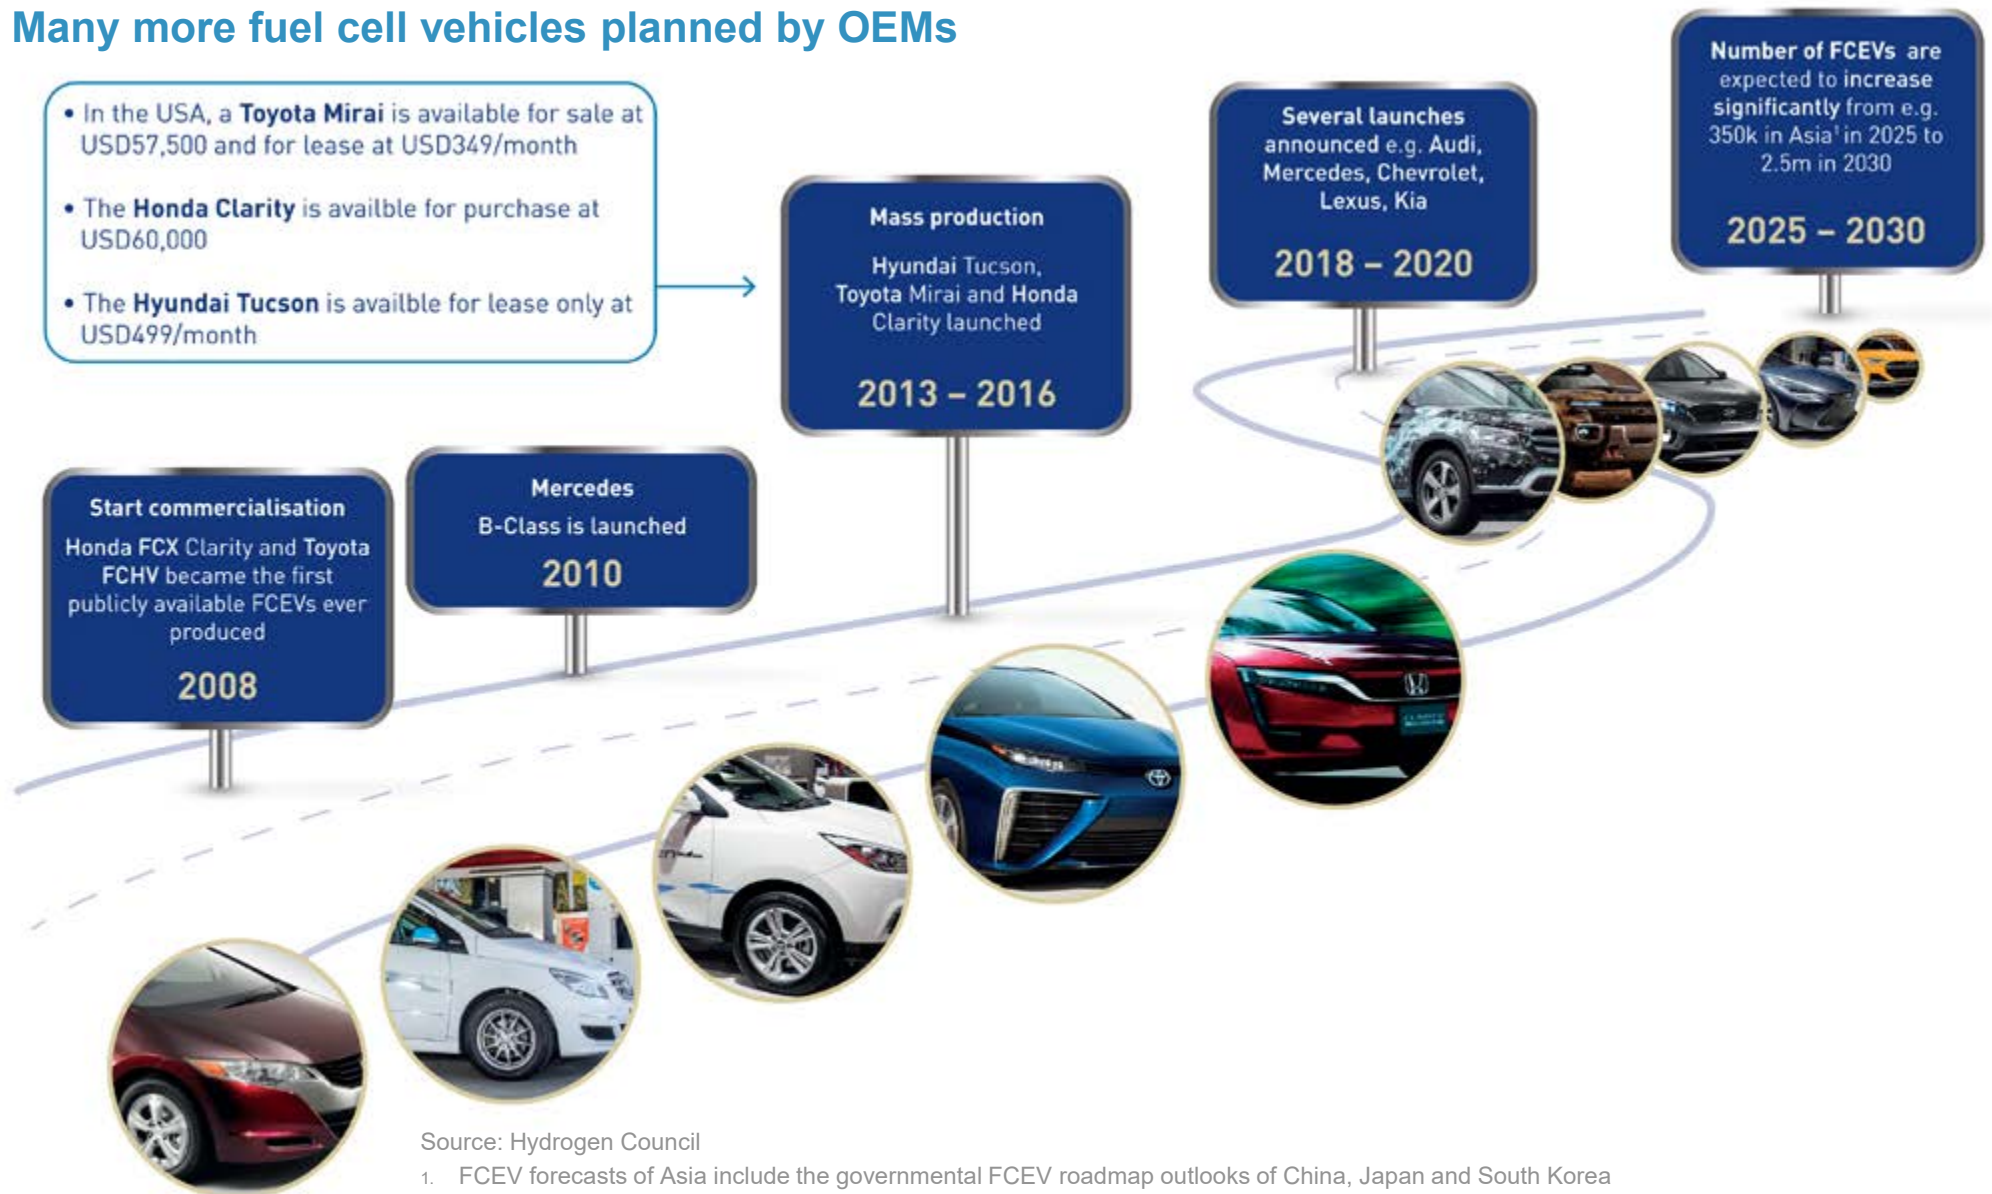 Many more fuel cell vehicles planned by OEMs
• In the USA, a Toyota Mirai is available for sale at
USD57,500 and for lease at USD349/month
• The Honda Clarity is availble for purchase at
USD60,000
• The Hyundai Tucson is availble for lease only at
USD499/month
Start commercialisation
Honda FCX Clarity and Toyota
FCHV became the first
publicly available FCEVs ever
produced
2008
Mercedes
B-Class is launched
2010
Mass production
Hyundai Tucson,
Toyota Mirai and Honda
Clarity launched
2013 – 2016
Several launches
announced e.g. Audi,
Mercedes, Chevrolet,
Lexus, Kia
2018 – 2020
Number of FCEVs are
expected to increase
significantly from e.g.
350k in Asia¹ in 2025 to
2.5m in 2030
2025 – 2030
Source: Hydrogen Council
1. FCEV forecasts of Asia include the governmental FCEV roadmap outlooks of China, Japan and South Korea